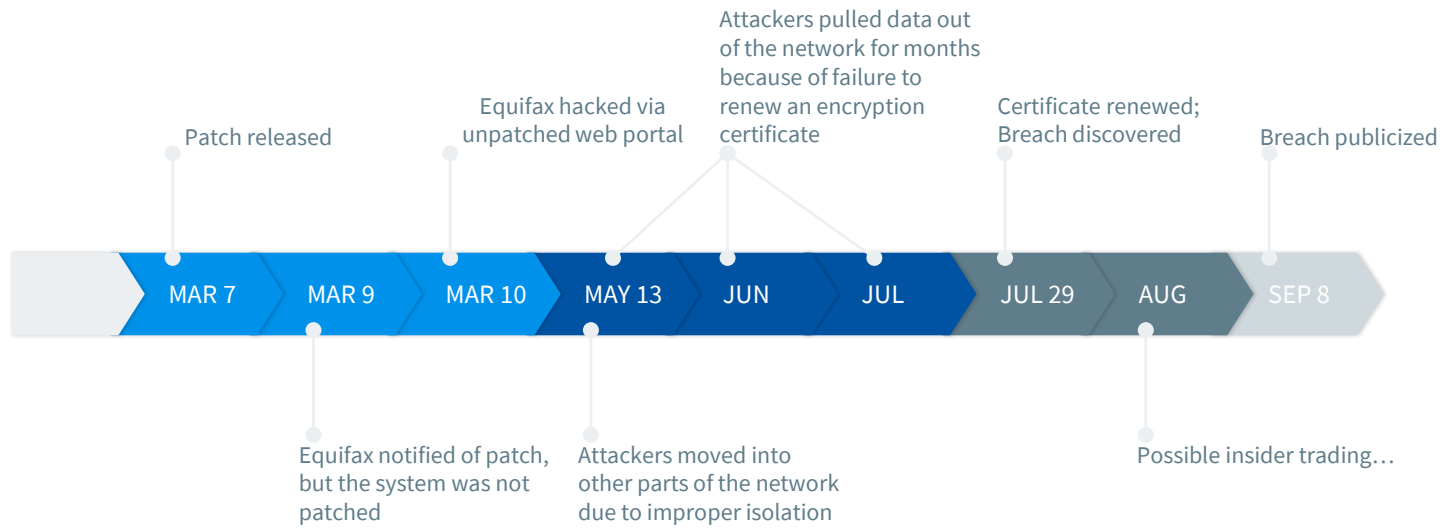 Attackers pulled data out
of the network for months
because of failure to
renew an encryption
certificate
Equifax hacked via
unpatched web portal
Certificate renewed;
Breach discovered
Patch released
Breach publicized
MAR 7
MAR 9
MAR 10
MAY 13
JUN
JUL
JUL 29
AUG
SEP 8
Equifax notified of patch,
but the system was not
patched
Attackers moved into
other parts of the network
due to improper isolation
Possible insider trading…